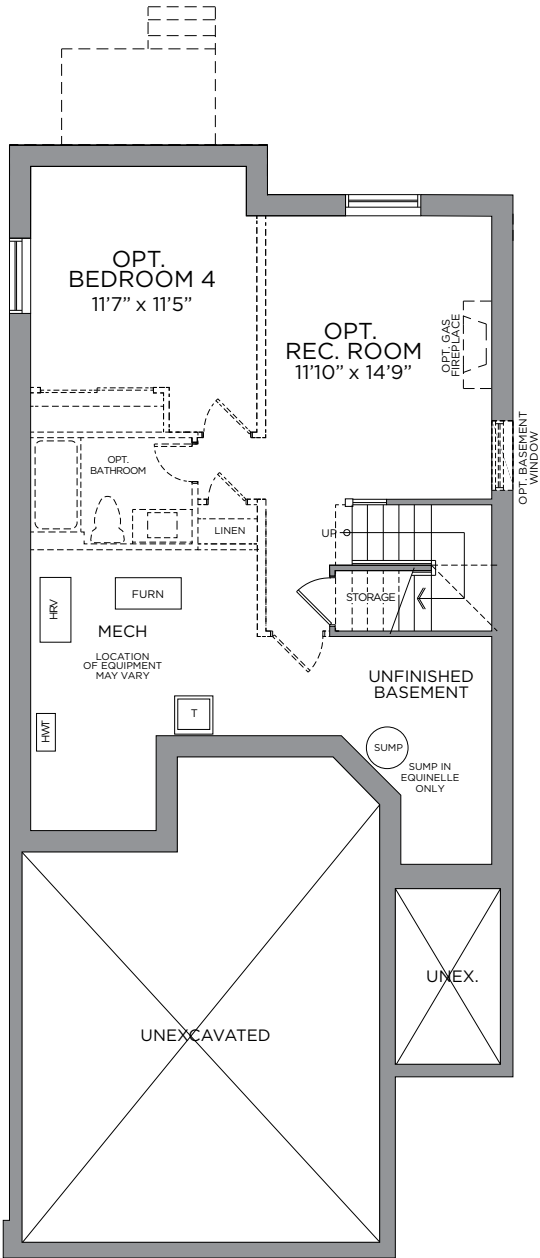 OPT.
BEDROOM 4
11'7" x 11'5"
OPT.
REC. ROOM
11'10" x 14'9"
OPT. GAS
FIREPLACE
OPT. BASEMENT
WINDOW
OPT.
BATHROOM
LINEN
UP
STORAGE
HRV
FURN
MECH
LOCATION
OF EQUIPMENT
MAY VARY
HWT
T
UNFINISHED
BASEMENT
SUMP
SUMP IN
EQUINELLE
ONLY
UNEX.
UNEXCAVATED